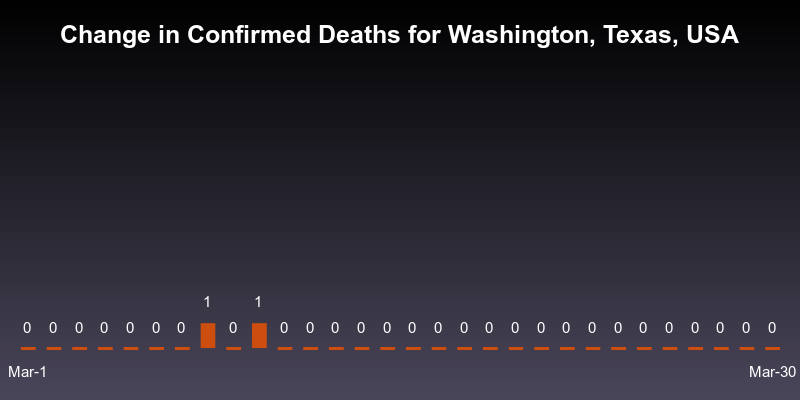 Change in Confirmed Deaths for Washington, Texas, USA
1 1
0 0 0 0 0 0 0 0 0 0 0 0 0 0 0 0 0 0 0 0 0 0 0 0 0 0 0 0
Mar-1 Mar-30